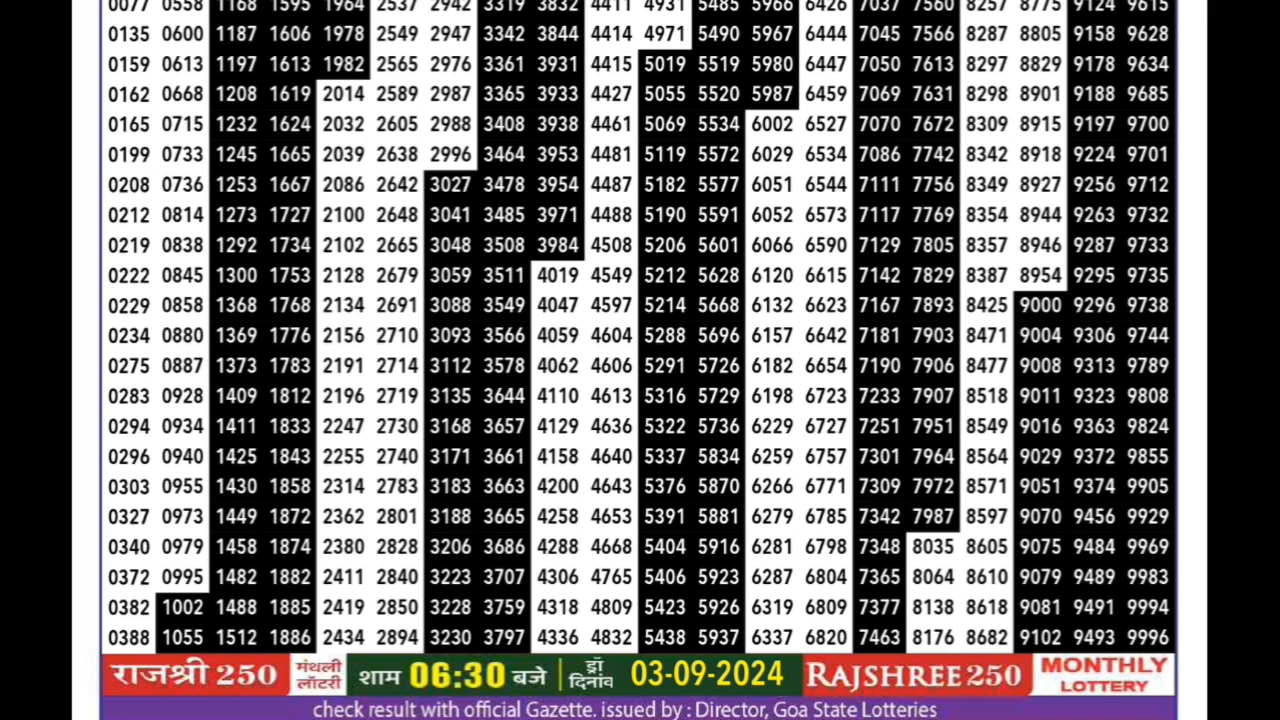 0077 0558 1168 1595 1964 2537 2942 3319 3832 4411 4931 5485 5966 6426 7037 7560 8257 8775 9124 9615
0135 0600 1187 1606 1978 2549 2947 3342 3844 4414 4971 5490 5967 6444 7045 7566 8287 8805 9158 9628
0159 0613 1197 1613 1982 2565 2976 3361 3931 4415 5019 5519 5980 6447 7050 7613 8297 8829 9178 9634
0162 0668 1208 1619 2014 2589 2987 3365 3933 4427 5055 5520 5987 6459 7069 7631 8298 8901 9188 9685
0165 0715 1232 1624 2032 2605 2988 3408 3938 4461 5069 5534 6002 6527 7070 7672 8309 8915 9197 9700
0199 0733 1245 1665 2039 2638 2996 3464 3953 4481 5119 5572 6029 6534 7086 7742 8342 8918 9224 9701
0208 0736 1253 1667 2086 2642 3027 3478 3954 4487 5182 5577 6051 6544 7111 7756 8349 8927 9256 9712
0212 0814 1273 1727 2100 2648 3041 3485 3971 4488 5190 5591 6052 6573 7117 7769 8354 8944 9263 9732
0219 0838 1292 1734 2102 2665 3048 3508 3984 4508 5206 5601 6066 6590 7129 7805 8357 8946 9287 9733
0222 0845 1300 1753 2128 2679 3059 3511 4019 4549 5212 5628 6120 6615 7142 7829 8387 8954 9295 9735
0229 0858 1368 1768 2134 2691 3088 3549 4047 4597 5214 5668 6132 6623 7167 7893 8425 9000 9296 9738
0234 0880 1369 1776 2156 2710 3093 3566 4059 4604 5288 5696 6157 6642 7181 7903 8471 9004 9306 9744
0275 0887 1373 1783 2191 2714 3112 3578 4062 4606 5291 5726 6182 6654 7190 7906 8477 9008 9313 9789
0283 0928 1409 1812 2196 2719 3135 3644 4110 4613 5316 5729 6198 6723 7233 7907 8518 9011 9323 9808
0294 0934 1411 1833 2247 2730 3168 3657 4129 4636 5322 5736 6229 6727 7251 7951 8549 9016 9363 9824
0296 0940 1425 1843 2255 2740 3171 3661 4158 4640 5337 5834 6259 6757 7301 7964 8564 9029 9372 9855
0303 0955 1430 1858 2314 2783 3183 3663 4200 4643 5376 5870 6266 6771 7309 7972 8571 9051 9374 9905
0327 0973 1449 1872 2362 2801 3188 3665 4258 4653 5391 5881 6279 6785 7342 7987 8597 9070 9456 9929
0340 0979 1458 1874 2380 2828 3206 3686 4288 4668 5404 5916 6281 6798 7348 8035 8605 9075 9484 9969
0372 0995 1482 1882 2411 2840 3223 3707 4306 4765 5406 5923 6287 6804 7365 8064 8610 9079 9489 9983
0382 1002 1488 1885 2419 2850 3228 3759 4318 4809 5423 5926 6319 6809 7377 8138 8618 9081 9491 9994
0388 1055 1512 1886 2434 2894 3230 3797 4336 4832 5438 5937 6337 6820 7463 8176 8682 9102 9493 9996
राजश्री 250 मंथली लॉटरी शाम 06:30 बजे ड्रॉ दिनांव 03-09-2024 RAJSHREE 250 MONTHLY LOTTERY
check result with official Gazette. issued by : Director, Goa State Lotteries